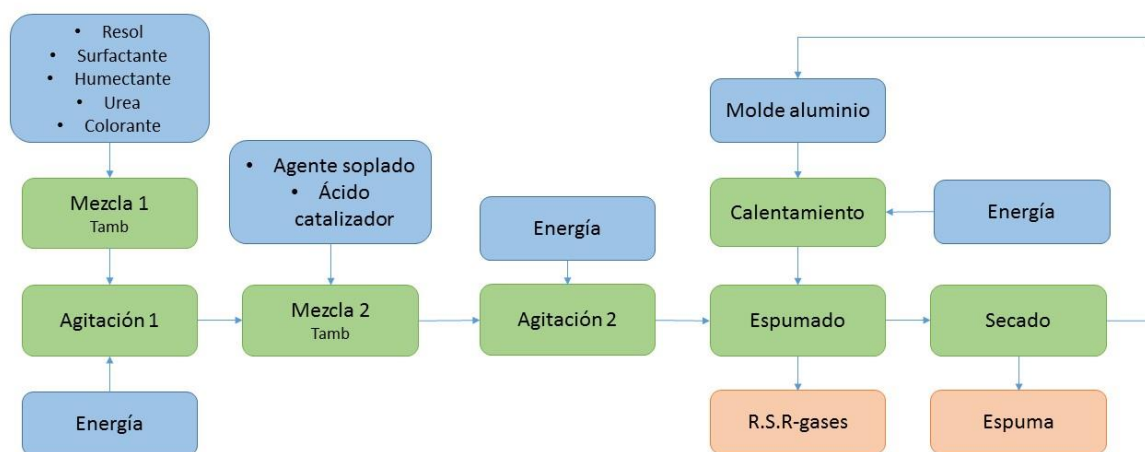 • Resol
• Surfactante
• Humectante
• Urea
• Colorante
Mezcla 1
Tamb
Agitación 1
Energía
• Agente soplado
• Ácido
catalizador
Mezcla 2
Tamb
Energía
Agitación 2
Molde aluminio
Calentamiento
Energía
Espumado
Secado
R.S.R-gases
Espuma